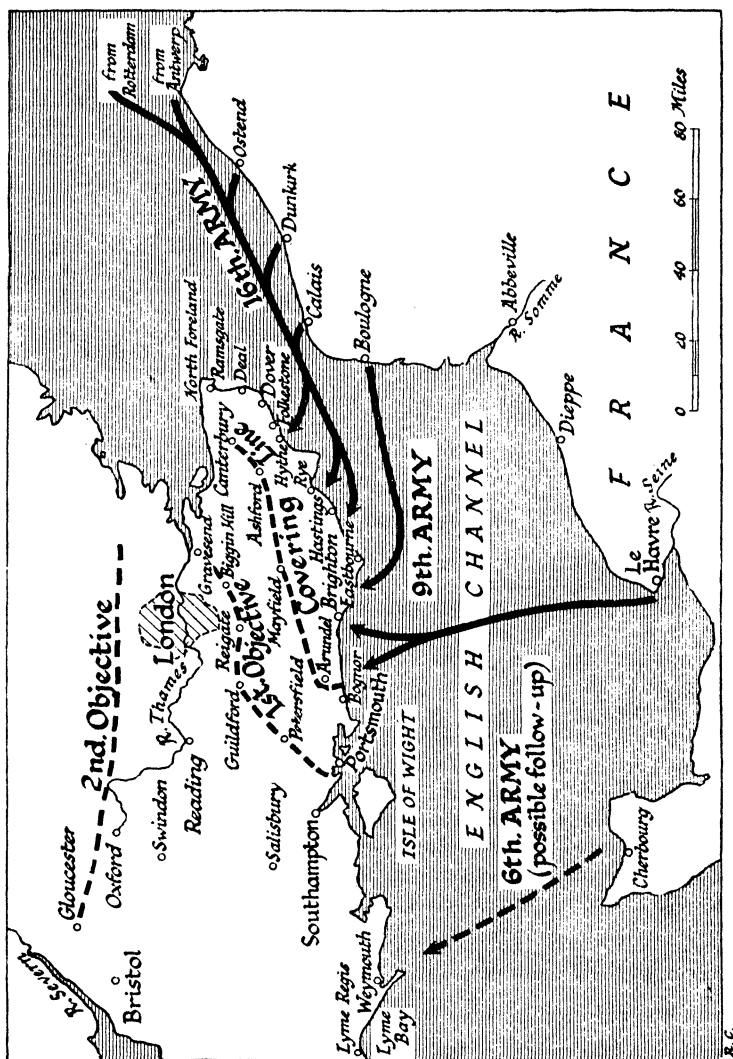 R. Severn
Gloucester
Bristol
2nd. Objective
Oxford
Swindon
R. Thames
Reading
London
Gravesend
Salisbury
Guildford
Reigate
Biggin Hill
1st. Objective
Petersfield
Mayfield
Ashford
Canterbury
Covering Line
North Foreland
Ramsgate
Deal
Dover
Folkestone
Hythe
Rye
Hastings
Eastbourne
Brighton
Arundel
Bognor
Portsmouth
Southampton
ISLE OF WIGHT
Lyme Regis
Weymouth
Lyme
Bay
from
Rotterdam
from
Antwerp
16th. ARMY
Ostend
Dunkirk
Calais
Boulogne
9th. ARMY
ENGLISH CHANNEL
6th. ARMY
(possible follow-up)
Cherbourg
Le
Havre
R. Seine
Dieppe
Abbeville
R. Somme
FRANCE
0 20 40 60 80 Miles
R. C.